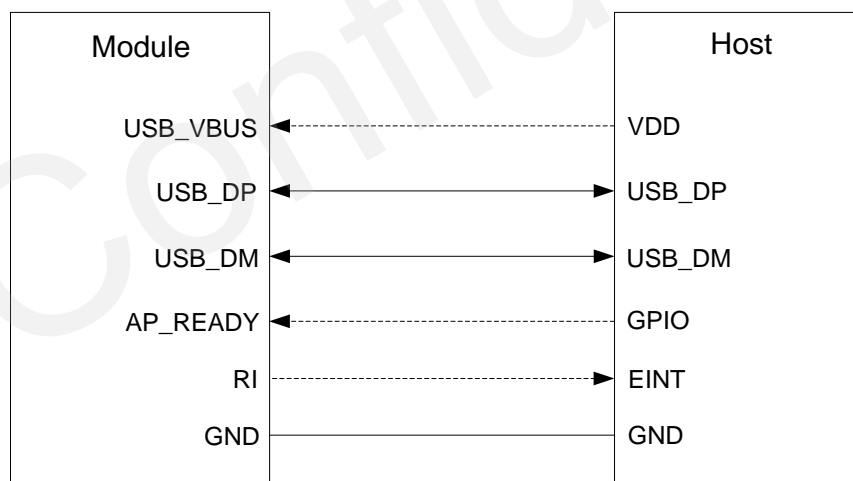 Module Host
USB_VBUS VDD
USB_DP USB_DP
USB_DM USB_DM
AP_READY GPIO
RI EINT
GND GND